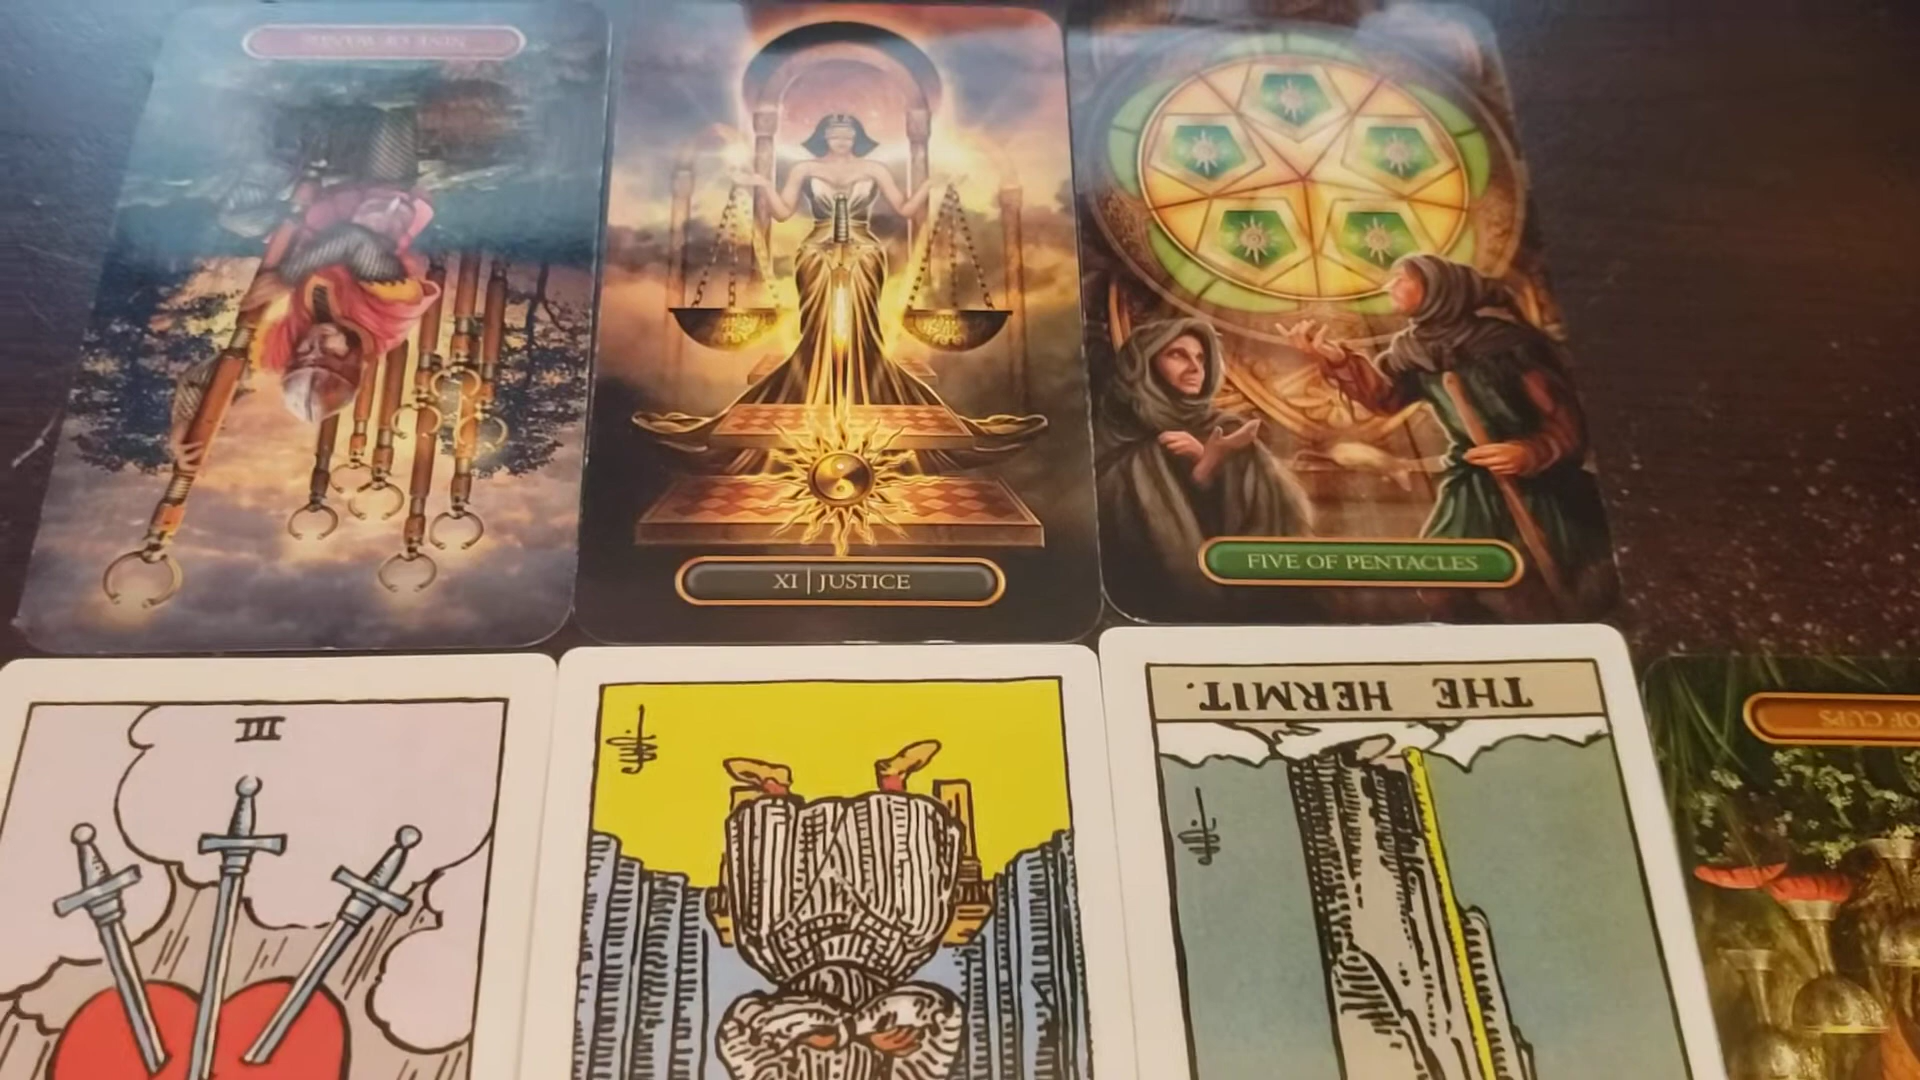 NINE OF WANDS
XI | JUSTICE
FIVE OF PENTACLES
III
THE HERMIT.
OF CUPS